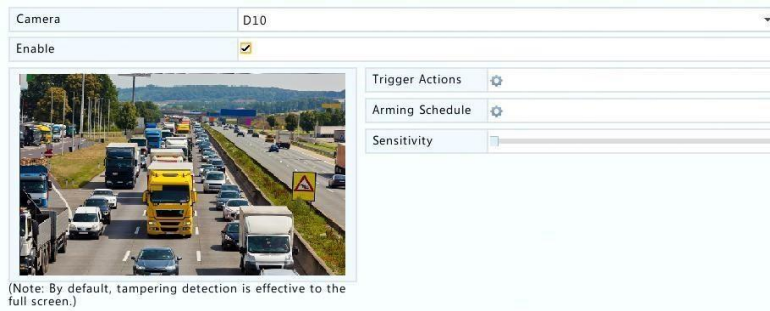 Camera
D10
Enable
Trigger Actions
Arming Schedule
Sensitivity
(Note: By default, tampering detection is effective to the
full screen.)